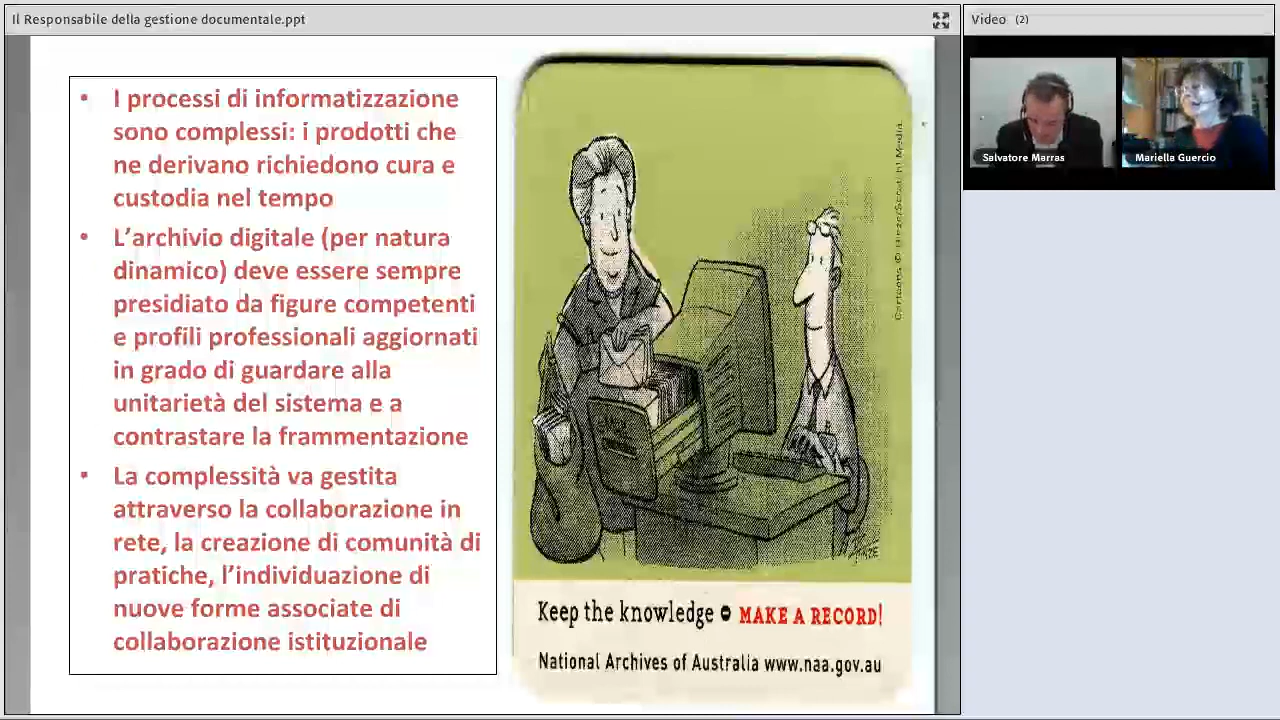 Il Responsabile della gestione documentale.ppt
Video (2)
Salvatore Marras
Mariella Guercio
• I processi di informatizzazione
sono complessi: i prodotti che
ne derivano richiedono cura e
custodia nel tempo
• L’archivio digitale (per natura
dinamico) deve essere sempre
presidiato da figure competenti
e profili professionali aggiornati
in grado di guardare alla
unitarietà del sistema e a
contrastare la frammentazione
• La complessità va gestita
attraverso la collaborazione in
rete, la creazione di comunità di
pratiche, l’individuazione di
nuove forme associate di
collaborazione istituzionale
Keep the knowledge - MAKE A RECORD!
National Archives of Australia www.naa.gov.au